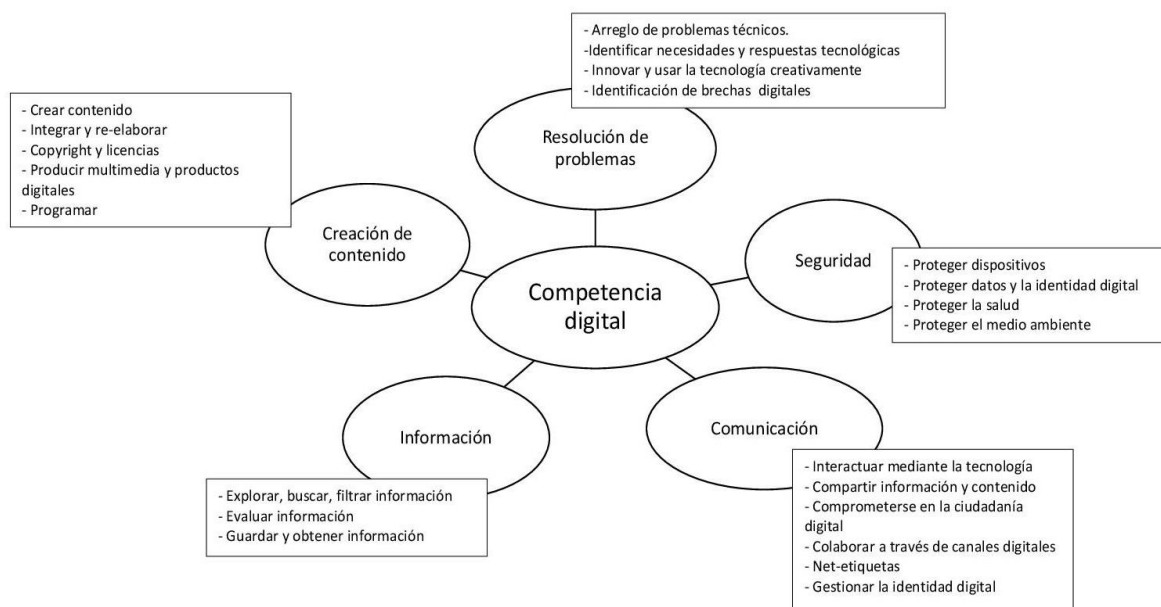 - Arreglo de problemas técnicos.
-Identificar necesidades y respuestas tecnológicas
- Innovar y usar la tecnología creativamente
- Identificación de brechas  digitales
Resolución de
problemas
- Crear contenido
- Integrar y re-elaborar
- Copyright y licencias
- Producir multimedia y productos
digitales
- Programar
Creación de
contenido
Seguridad
- Proteger dispositivos
- Proteger datos y la identidad digital
- Proteger la salud
- Proteger el medio ambiente
Competencia
digital
Información
- Explorar, buscar, filtrar información
- Evaluar información
- Guardar y obtener información
Comunicación
- Interactuar mediante la tecnología
- Compartir información y contenido
- Comprometerse en la ciudadanía
digital
- Colaborar a través de canales digitales
- Net-etiquetas
- Gestionar la identidad digital